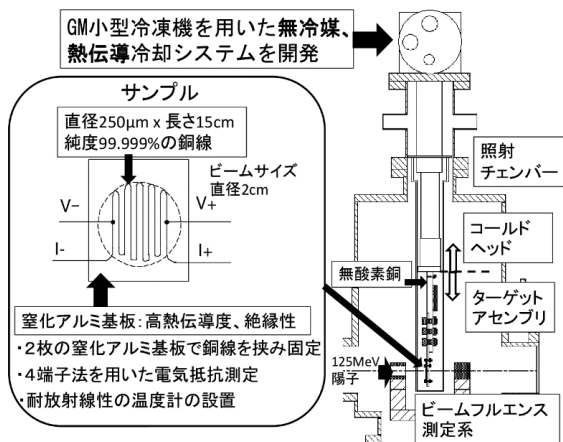 GM小型冷凍機を用いた無冷媒、
熱伝導冷却システムを開発
サンプル
直径250μm x 長さ15cm
純度99.999%の銅線
ビームサイズ
直径2cm
V−
V+
I-
I+
窒化アルミ基板：高熱伝導度、絶縁性
・2枚の窒化アルミ基板で銅線を挟み固定
・4端子法を用いた電気抵抗測定
・耐放射線性の温度計の設置
照射
チェンバー
コールド
ヘッド
無酸素銅
ターゲット
アセンブリ
125MeV
陽子
ビームフルエンス
測定系